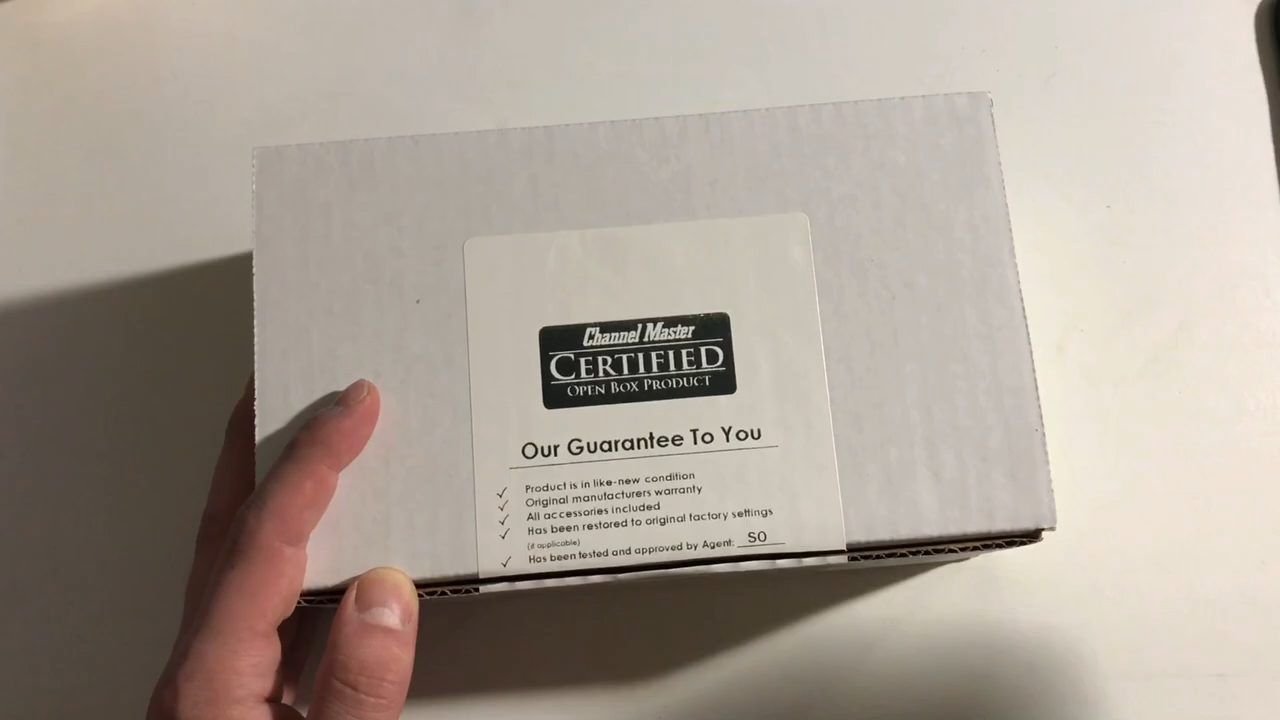 Channel Master
CERTIFIED
OPEN BOX PRODUCT
Our Guarantee To You
✓ Product is in like-new condition
✓ Original manufacturers warranty
✓ All accessories included
✓ Has been restored to original factory settings
(if applicable)
✓ Has been tested and approved by Agent: SO